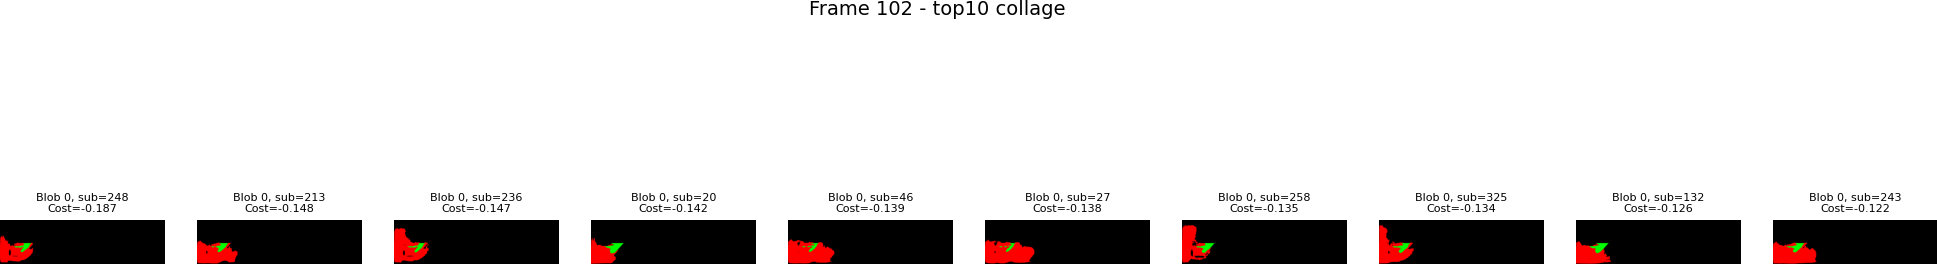 Frame 102 - top10 collage
Blob 0, sub=248
Cost=-0.187
Blob 0, sub=213
Cost=-0.148
Blob 0, sub=236
Cost=-0.147
Blob 0, sub=20
Cost=-0.142
Blob 0, sub=46
Cost=-0.139
Blob 0, sub=27
Cost=-0.138
Blob 0, sub=258
Cost=-0.135
Blob 0, sub=325
Cost=-0.134
Blob 0, sub=132
Cost=-0.126
Blob 0, sub=243
Cost=-0.122